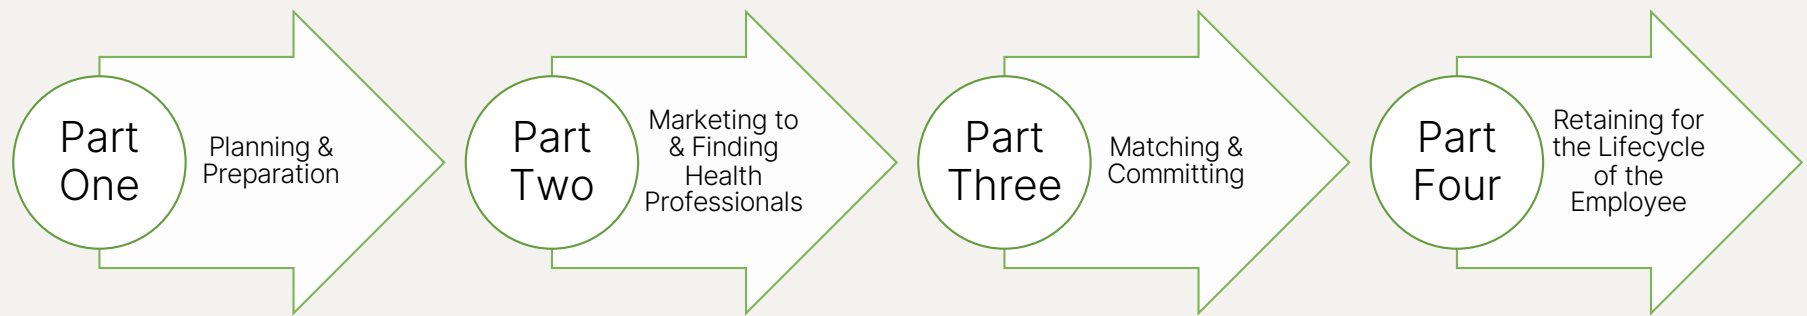 Part
One
Planning &
Preparation
Part
Two
Marketing to
& Finding
Health
Professionals
Part
Three
Matching &
Committing
Part
Four
Retaining for
the Lifecycle
of the
Employee